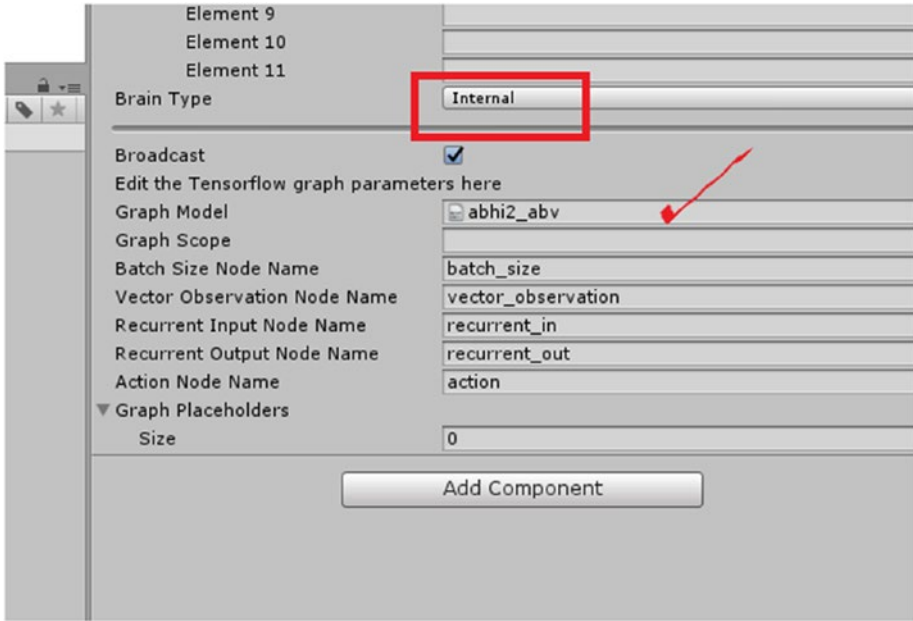 Element 9
Element 10
Element 11
Brain Type Internal
Broadcast
Edit the Tensorflow graph parameters here
Graph Model abhi2_abv
Graph Scope
Batch Size Node Name batch_size
Vector Observation Node Name vector_observation
Recurrent Input Node Name recurrent_in
Recurrent Output Node Name recurrent_out
Action Node Name action
Graph Placeholders
Size 0
Add Component